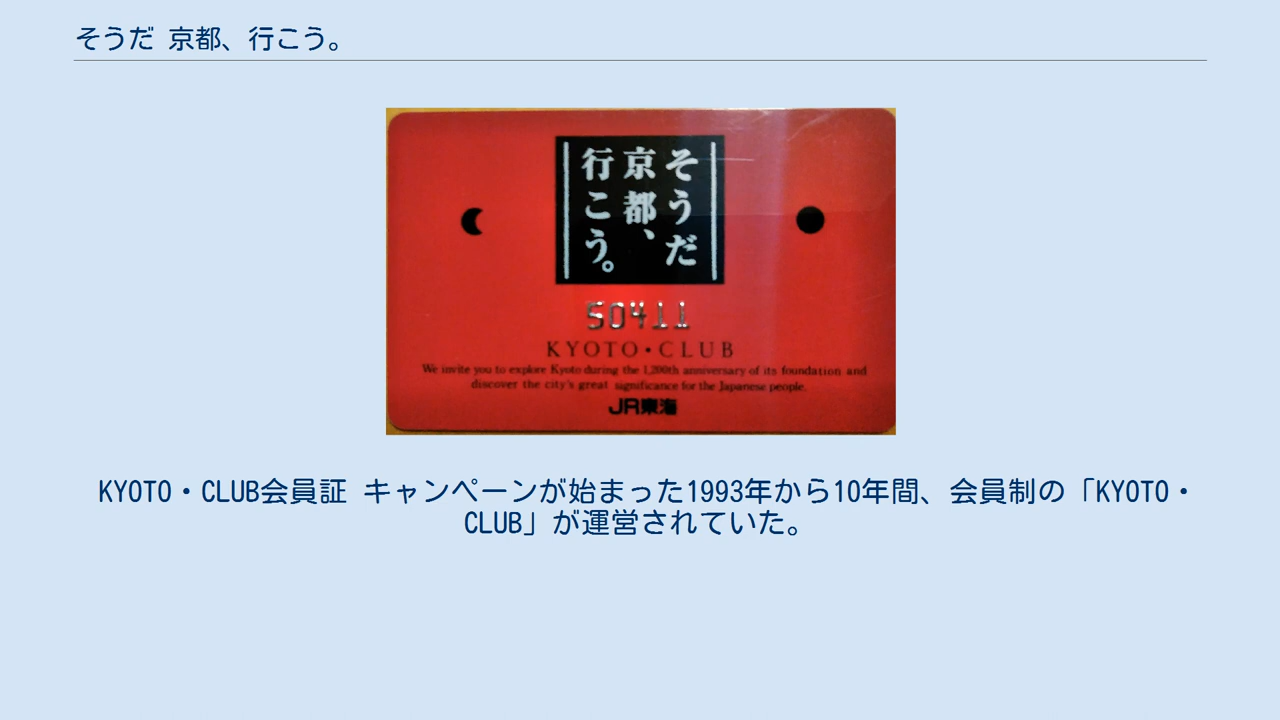 そうだ 京都、行こう。
そうだ
京都、
行こう。
50411
KYOTO・CLUB
We invite you to explore Kyoto during the 1,200th anniversary of its foundation and
discover the city's great significance for the Japanese people.
JR東海
KYOTO・CLUB会員証 キャンペーンが始まった1993年から10年間、会員制の「KYOTO・
CLUB」が運営されていた。